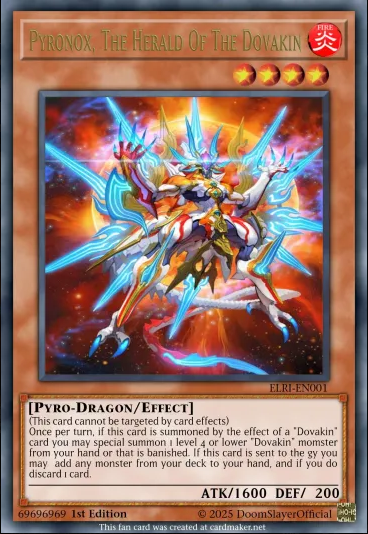 Pyronox, The Herald Of The Dovakin
FIRE
炎
ELRI-EN001
[Pyro-Dragon/Effect]
(This card cannot be targeted by card effects)
Once per turn, if this card is summoned by the effect of a "Dovakin"
card you may special summon 1 level 4 or lower "Dovakin" momster
from your hand or that is banished. If this card is sent to the gy you
may add any monster from your deck to your hand, and if you do
discard 1 card.
ATK/1600 DEF/ 200
69696969 1st Edition © 2025 DoomSlayerOfficial
This fan card was created at cardmaker.net